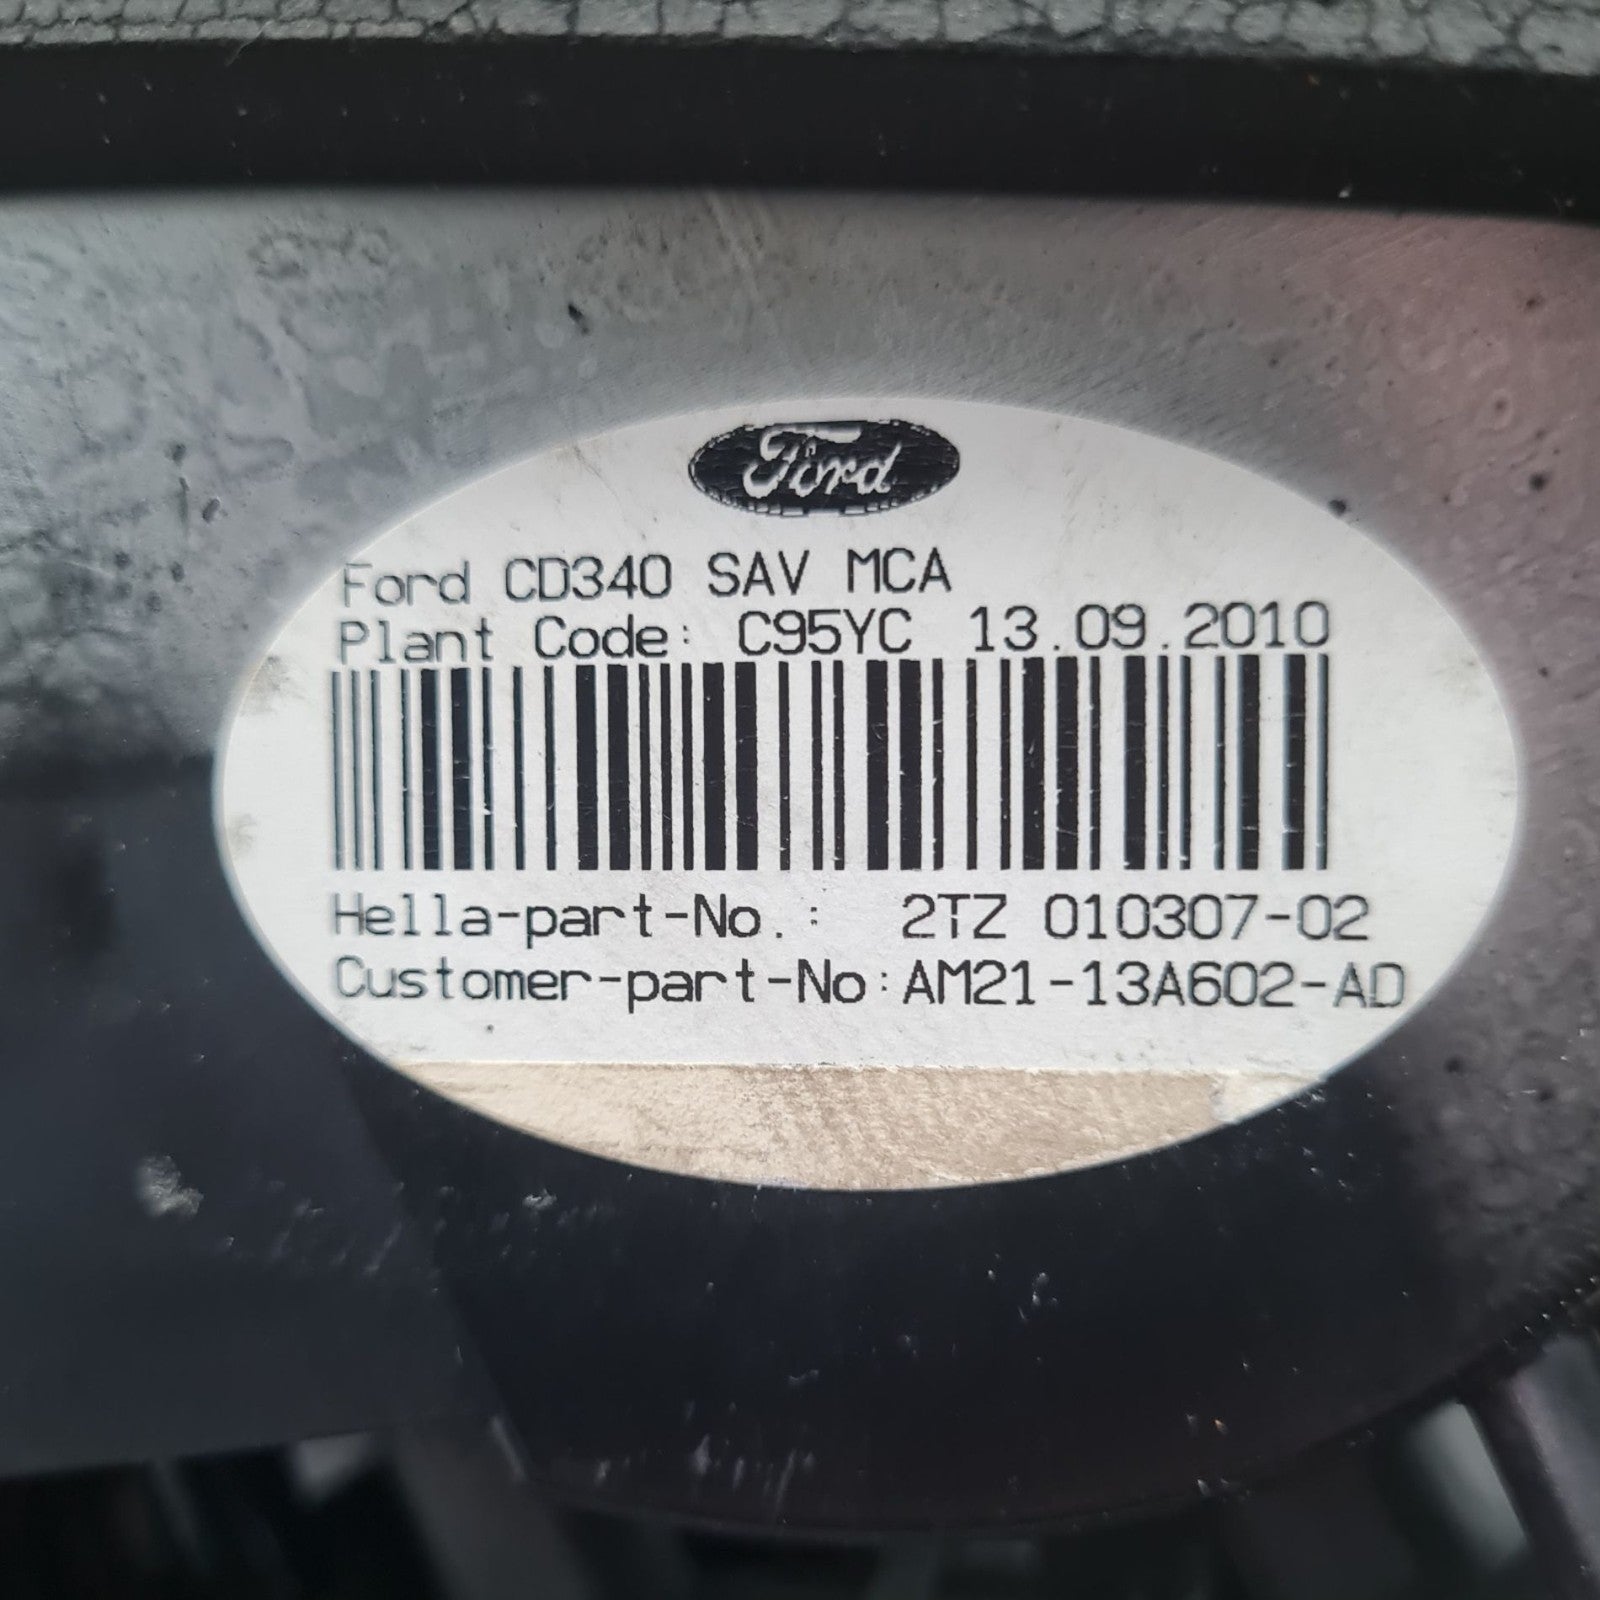 Ford
Ford CD340 SAV MCA
Plant Code: C95YC 13.09.2010
Hella-part-No.: 2TZ 010307-02
Customer-part-No:AM21-13A602-AD